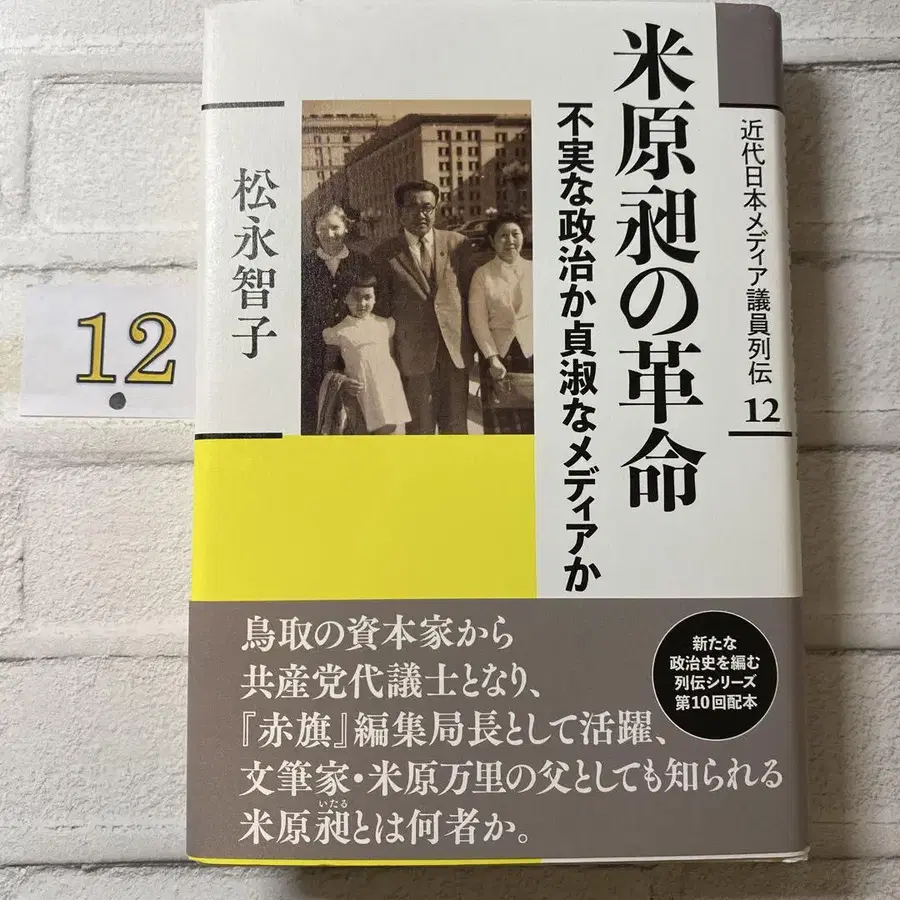 近代日本メディア議員列伝
12
米原昶の革命
不実な政治か貞淑なメディアか
松永智子
12
鳥取の資本家から
共産党代議士となり、
『赤旗』編集局長として活躍、
文筆家・米原万里の父としても知られる
いたる
米原昶とは何者か。
新たな
政治史を編む
列伝シリーズ
第10回配本